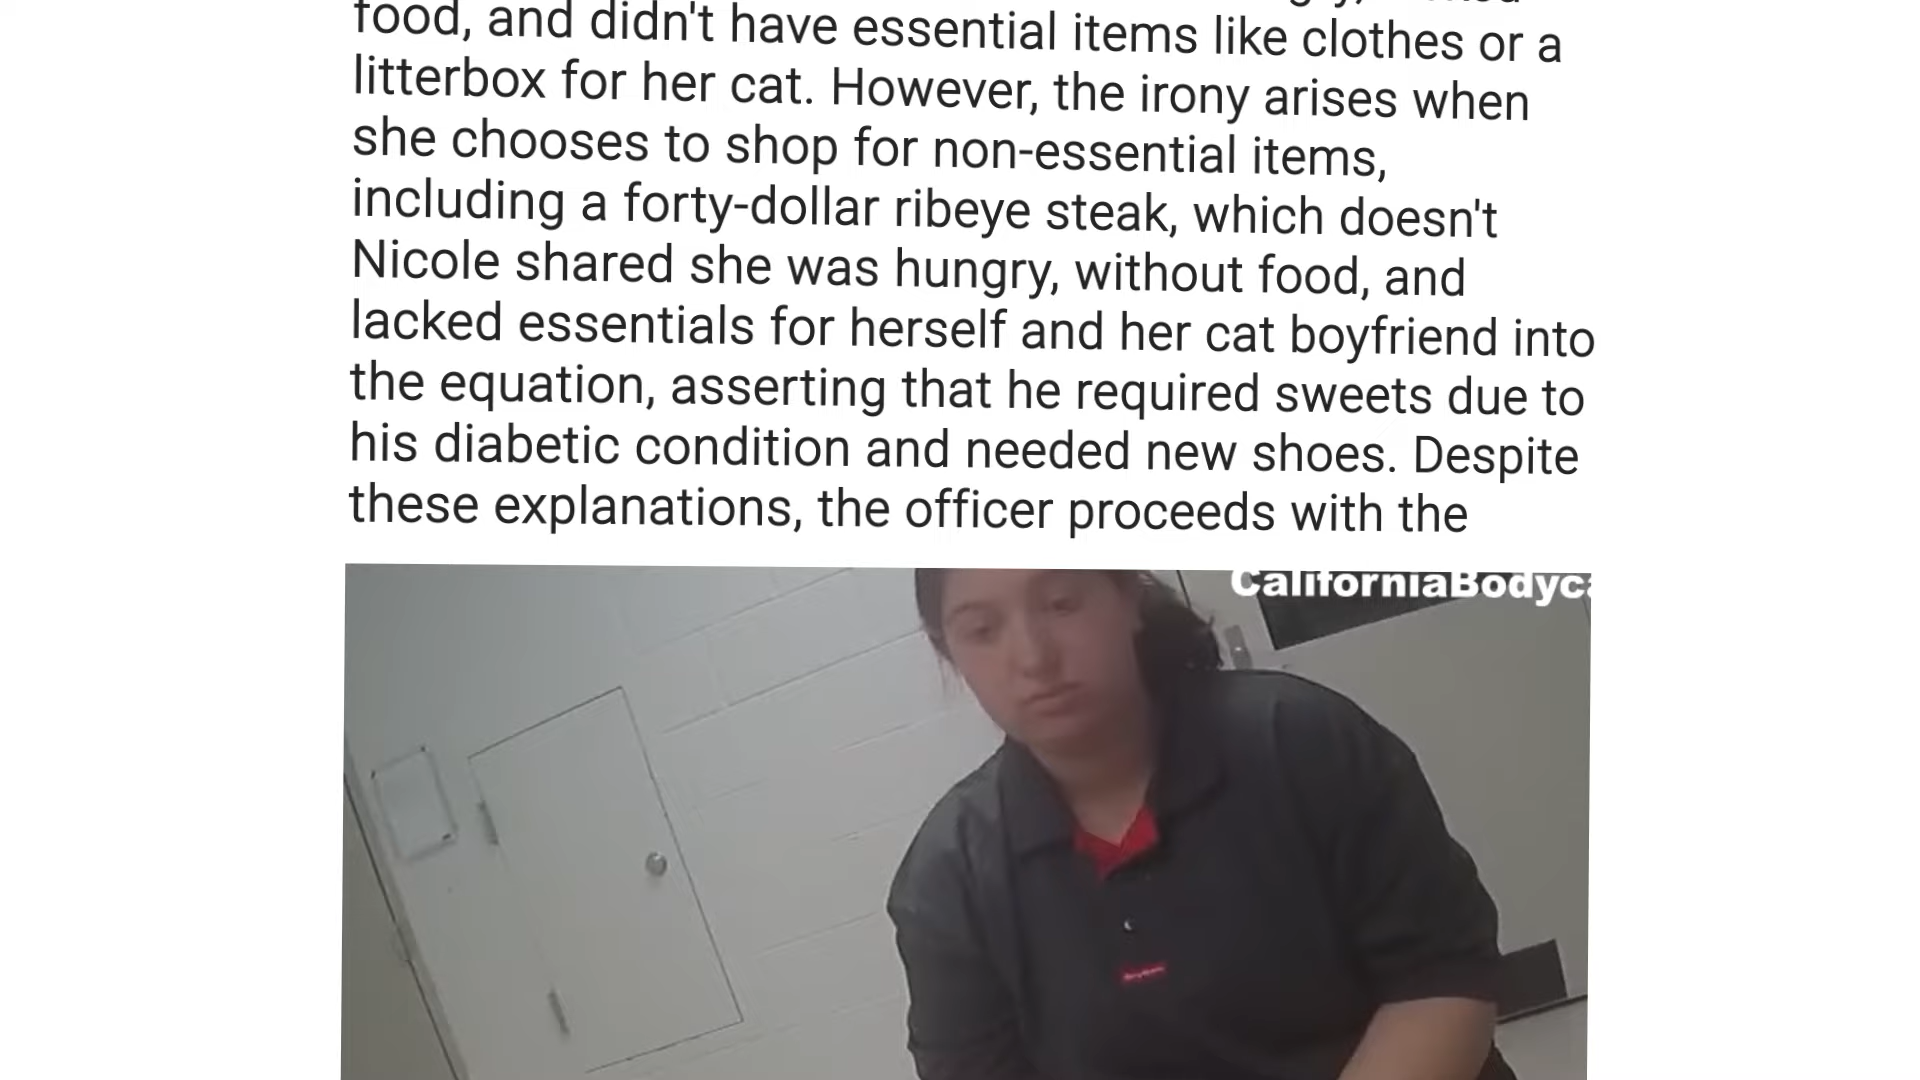 food, and didn't have essential items like clothes or a
litterbox for her cat. However, the irony arises when
she chooses to shop for non-essential items,
including a forty-dollar ribeye steak, which doesn't
Nicole shared she was hungry, without food, and
lacked essentials for herself and her cat boyfriend into
the equation, asserting that he required sweets due to
his diabetic condition and needed new shoes. Despite
these explanations, the officer proceeds with the
CaliforniaBodyca